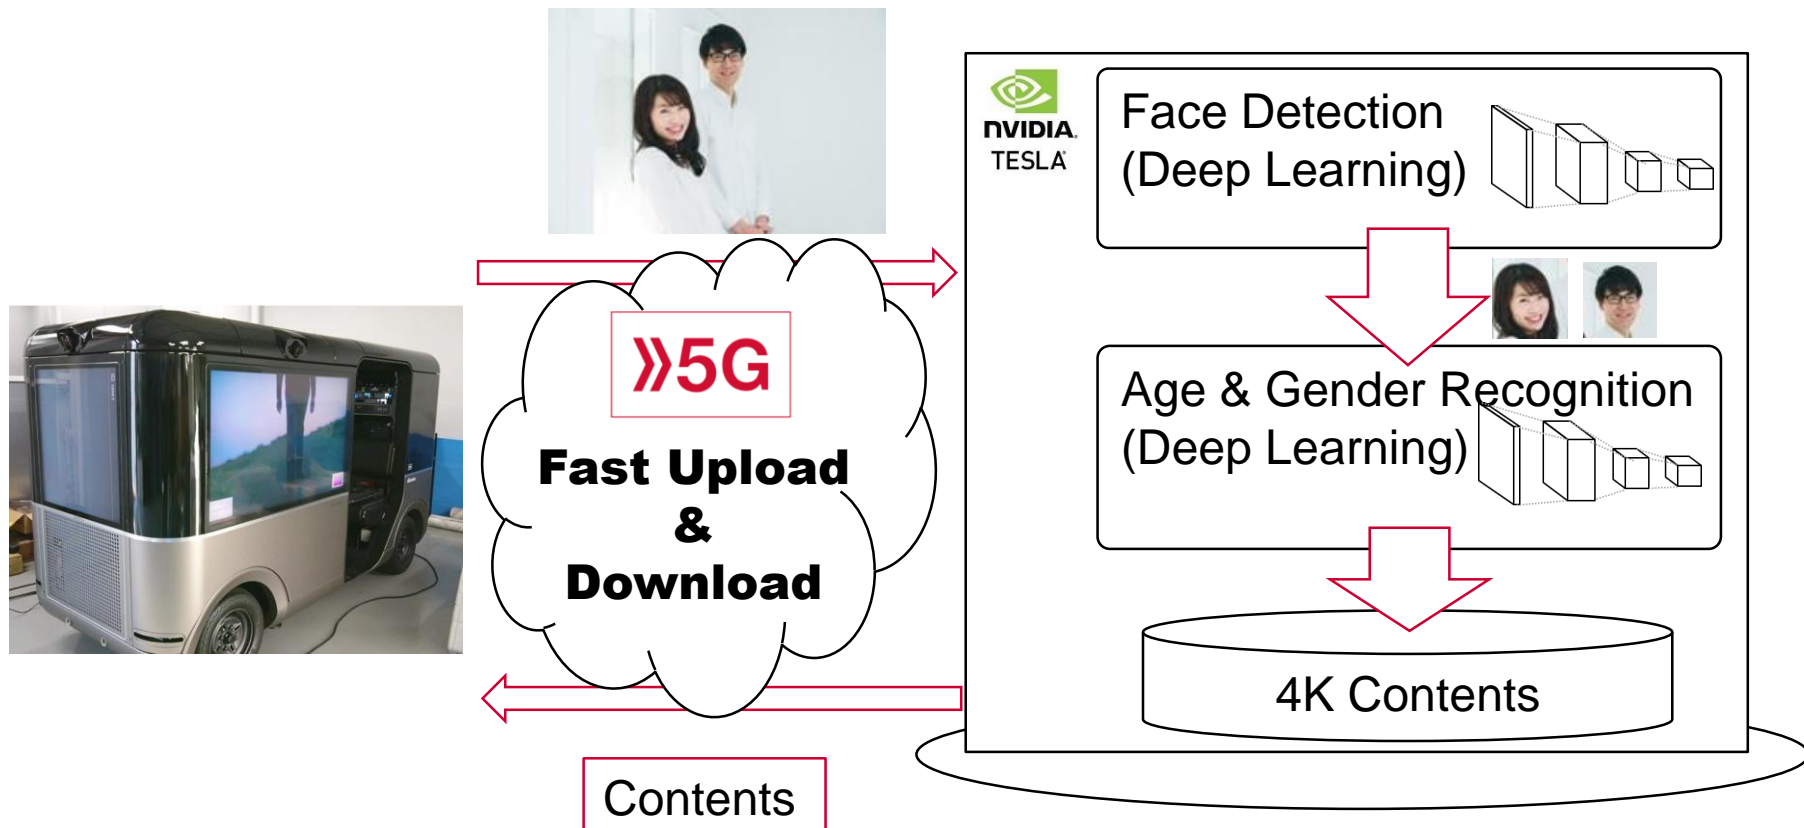 NVIDIA.
TESLA
Face Detection
(Deep Learning)
»5G
Fast Upload
&
Download
Age & Gender Recognition
(Deep Learning)
4K Contents
Contents